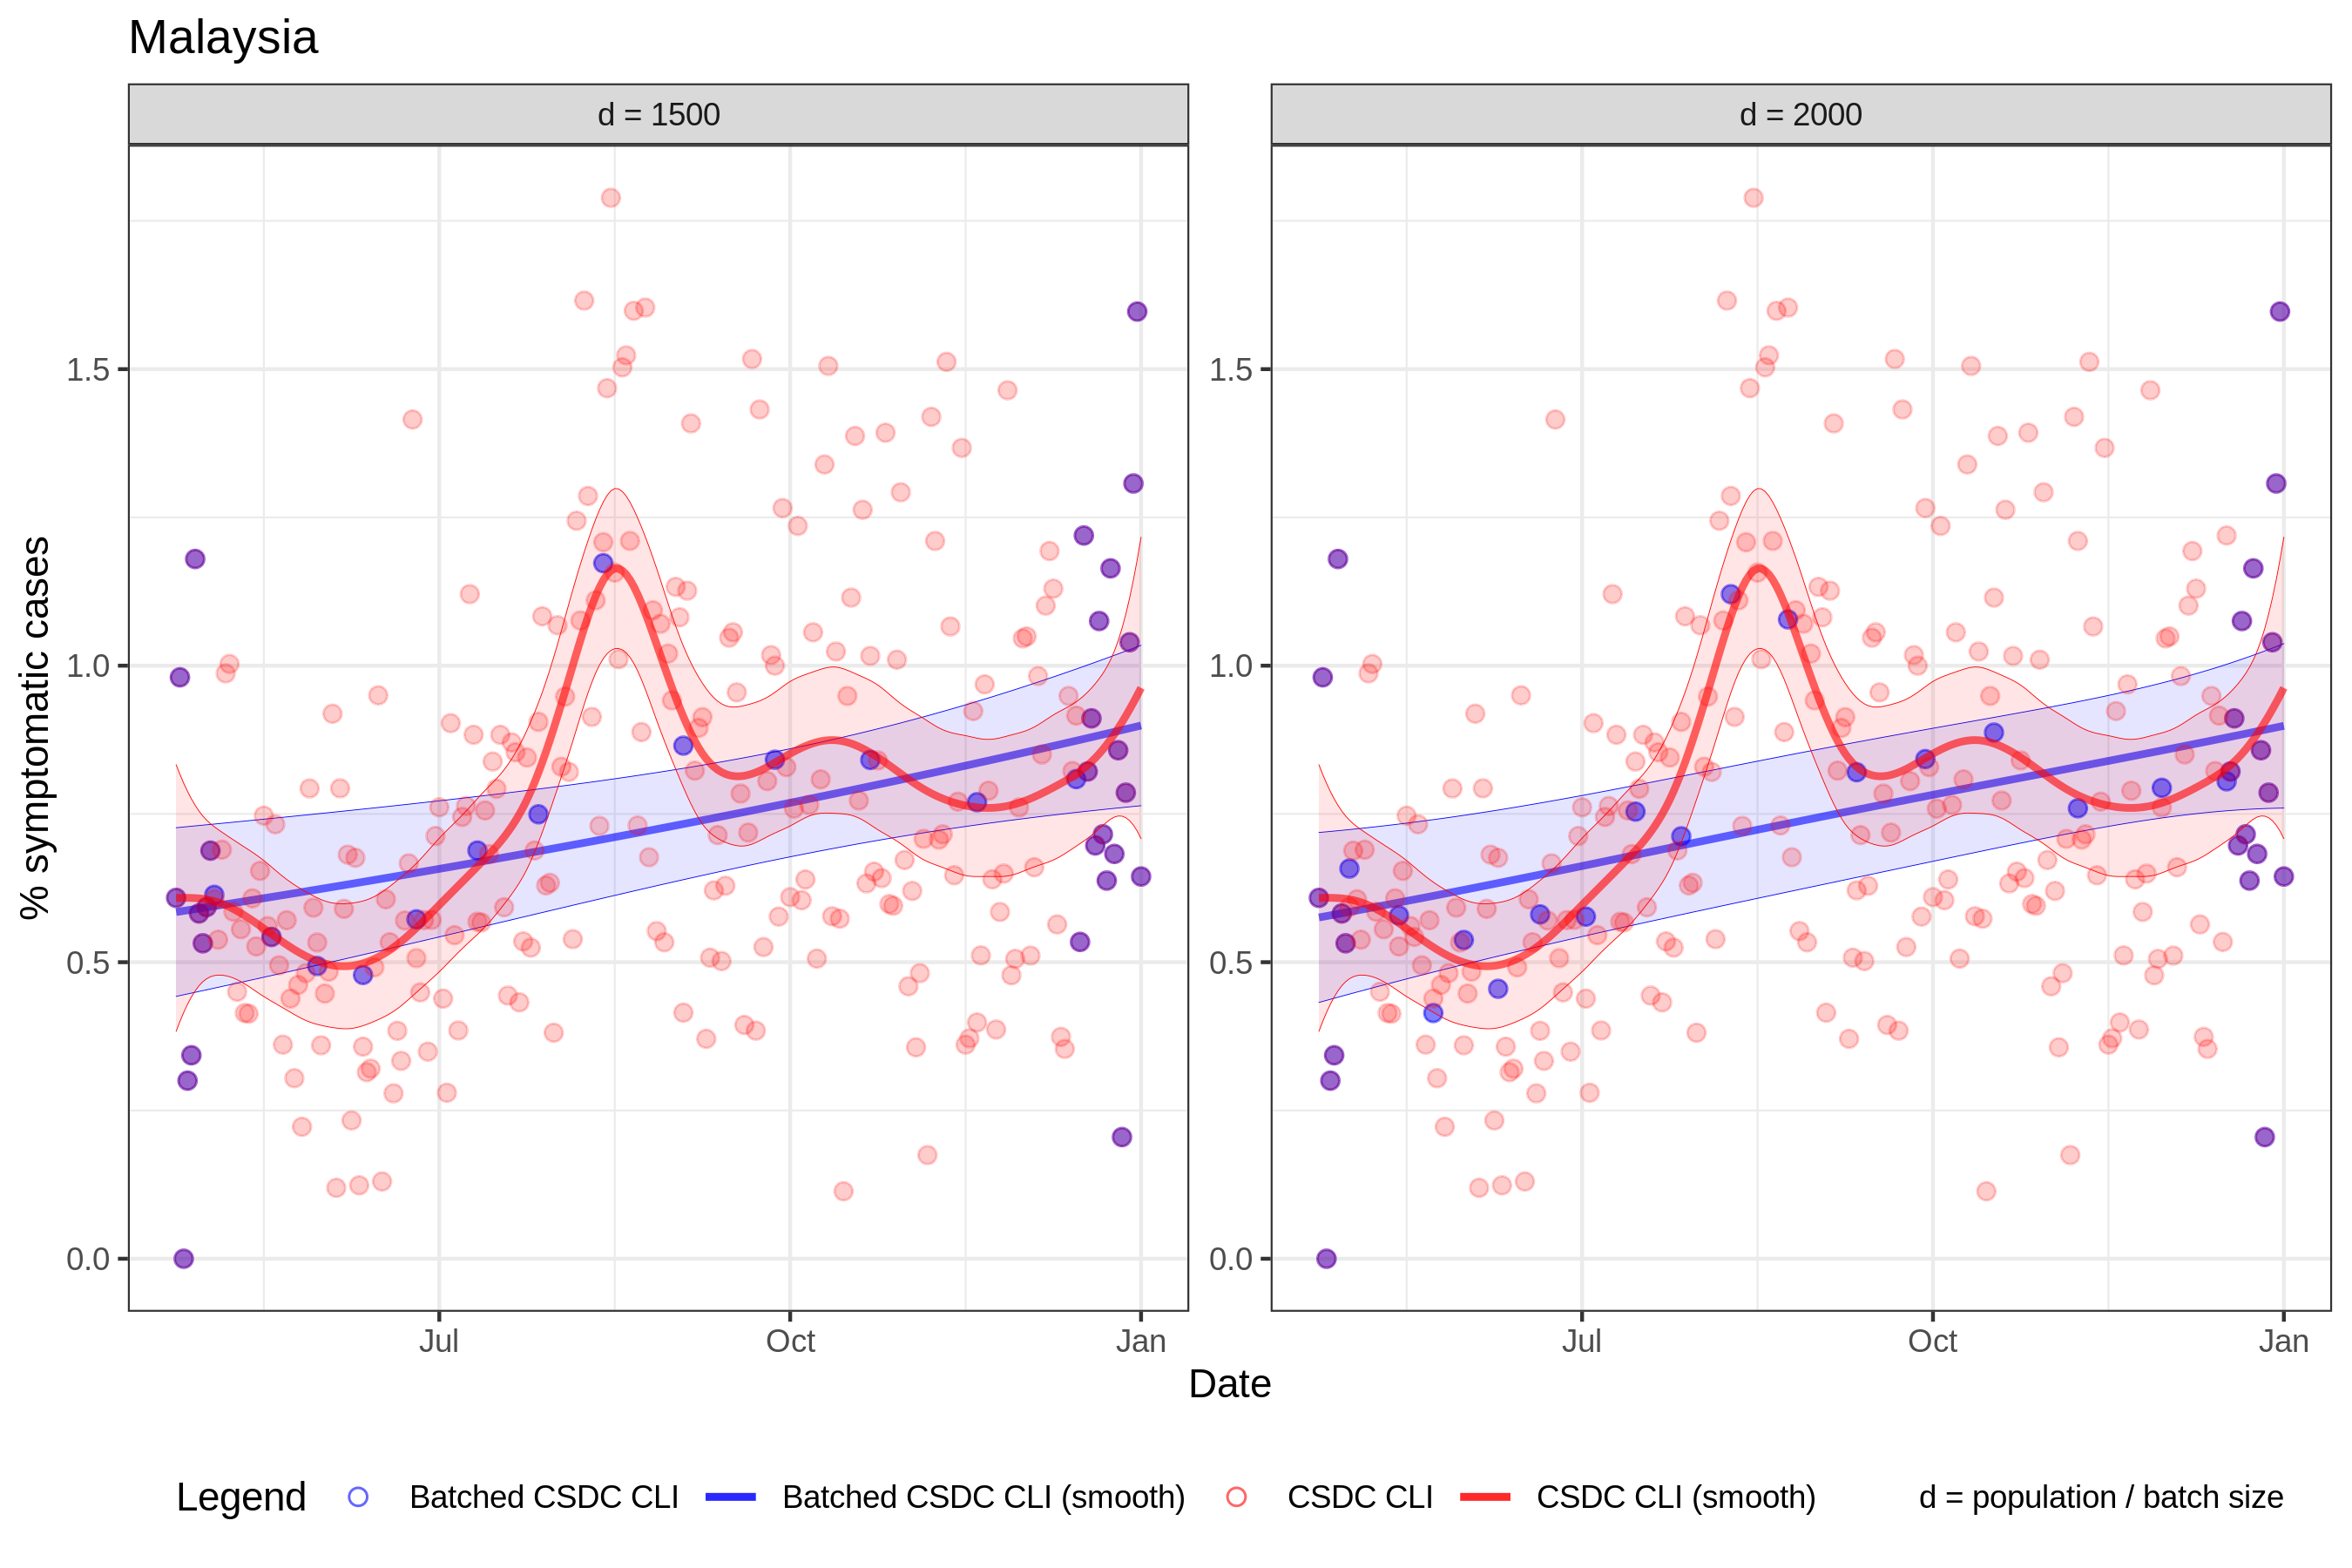 Malaysia
d = 1500
d = 2000
% symptomatic cases
1.5
1.0
0.5
0.0
1.5
1.0
0.5
0.0
Jul
Oct
Jan
Jul
Oct
Jan
Date
Legend
Batched CSDC CLI
Batched CSDC CLI (smooth)
CSDC CLI
CSDC CLI (smooth)
d = population / batch size